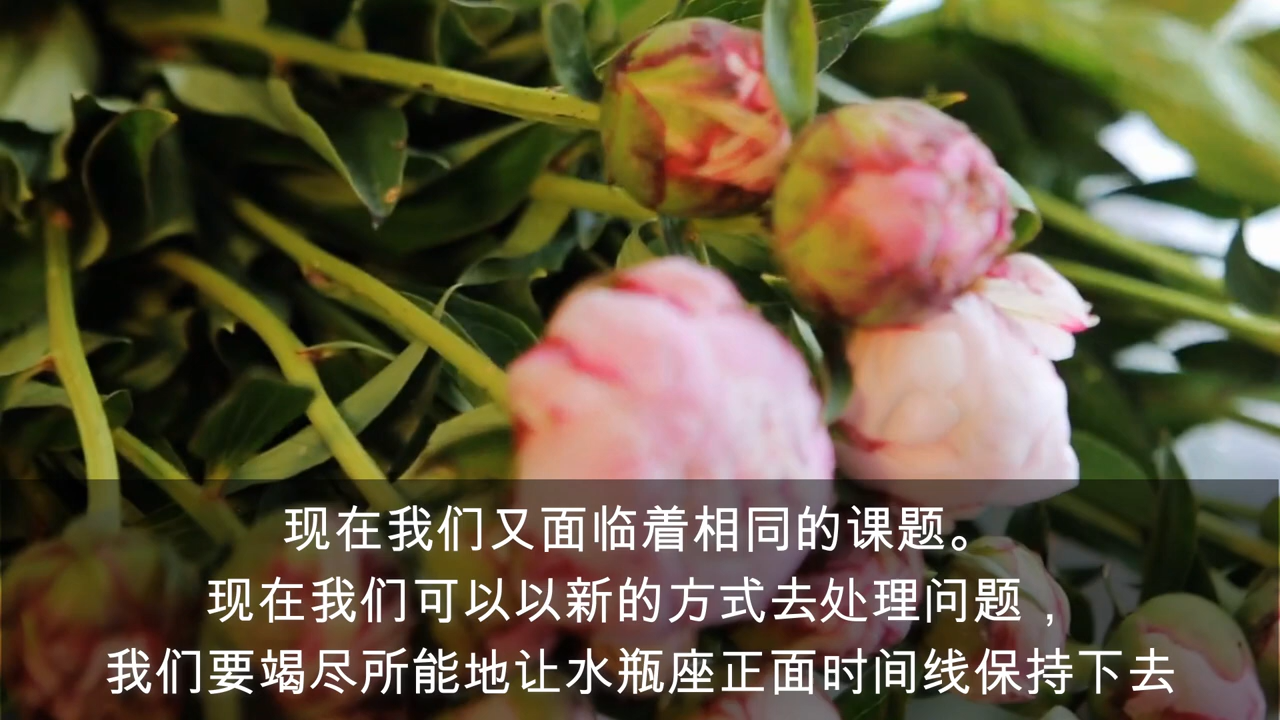 现在我们又面临着相同的课题。
现在我们可以以新的方式去处理问题，
我们要竭尽所能地让水瓶座正面时间线保持下去